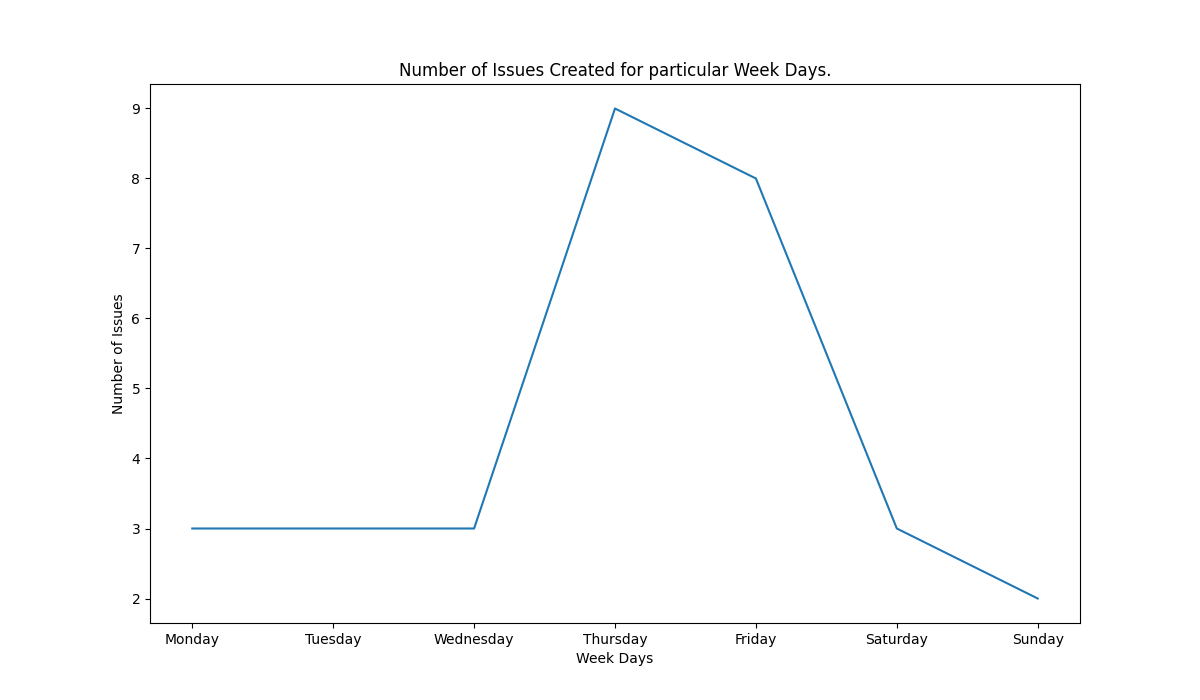 Number of Issues Created for particular Week Days.
9
8
7
6
5
4
3
2
Number of Issues
Monday Tuesday Wednesday Thursday Friday Saturday Sunday
Week Days